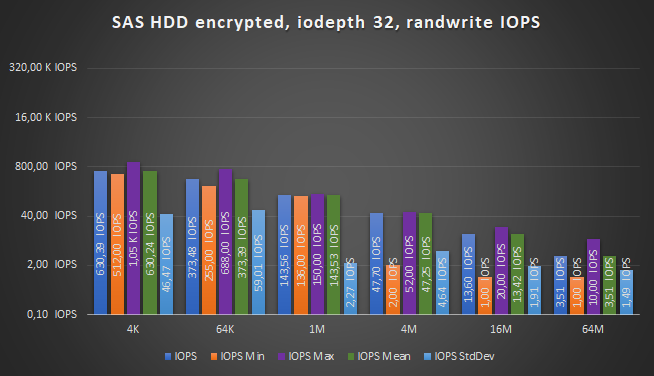 SAS HDD encrypted, iodepth 32, randwrite IOPS
320,00 K IOPS
16,00 K IOPS
800,00 IOPS
40,00 IOPS
2,00 IOPS
0,10 IOPS
630,39 IOPS
512,00 IOPS
1,05 K IOPS
630,24 IOPS
46,47 IOPS
373,48 IOPS
255,00 IOPS
688,00 IOPS
373,39 IOPS
59,01 IOPS
143,56 IOPS
136,00 IOPS
150,00 IOPS
143,53 IOPS
2,27 IOPS
47,70 IOPS
2,00 IOPS
52,00 IOPS
47,25 IOPS
4,64 IOPS
13,60 IOPS
1,00 IOPS
20,00 IOPS
13,42 IOPS
1,91 IOPS
3,51 IOPS
1,00 IOPS
10,00 IOPS
3,51 IOPS
1,49 IOPS
4K 64K 1M 4M 16M 64M
IOPS IOPS Min IOPS Max IOPS Mean IOPS StdDev